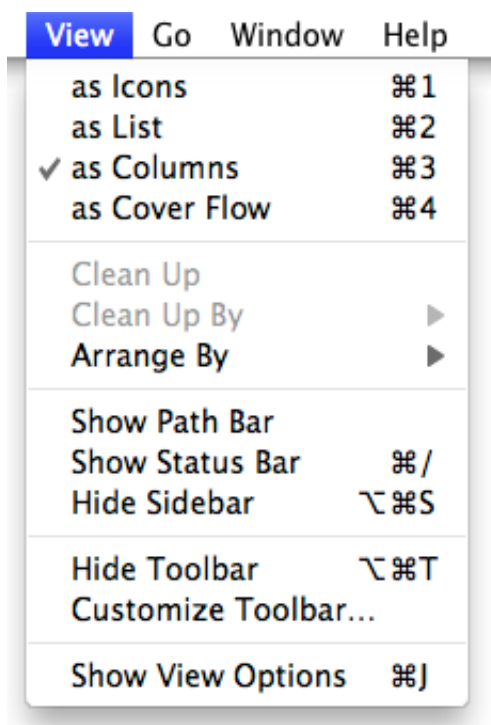 View Go Window Help
as Icons ⌘1
as List ⌘2
✓ as Columns ⌘3
as Cover Flow ⌘4
Clean Up
Clean Up By ▶
Arrange By ▶
Show Path Bar
Show Status Bar ⌘/
Hide Sidebar ⌥⌘S
Hide Toolbar ⌥⌘T
Customize Toolbar...
Show View Options ⌘J